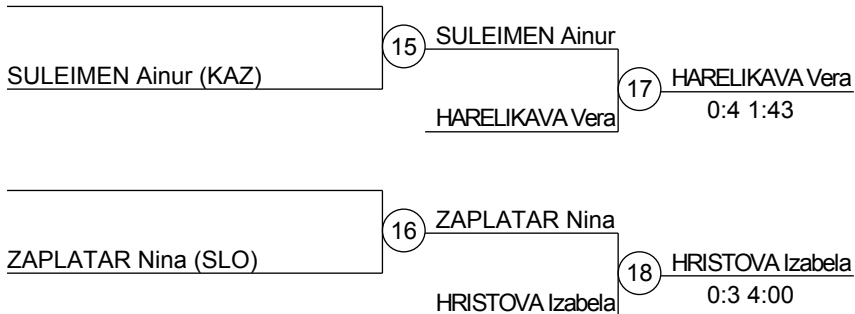 15
SULEIMEN Ainur
SULEIMEN Ainur (KAZ)
17
HARELIKAVA Vera
0:4 1:43
HARELIKAVA Vera
16
ZAPLATAR Nina
ZAPLATAR Nina (SLO)
18
HRISTOVA Izabela
0:3 4:00
HRISTOVA Izabela